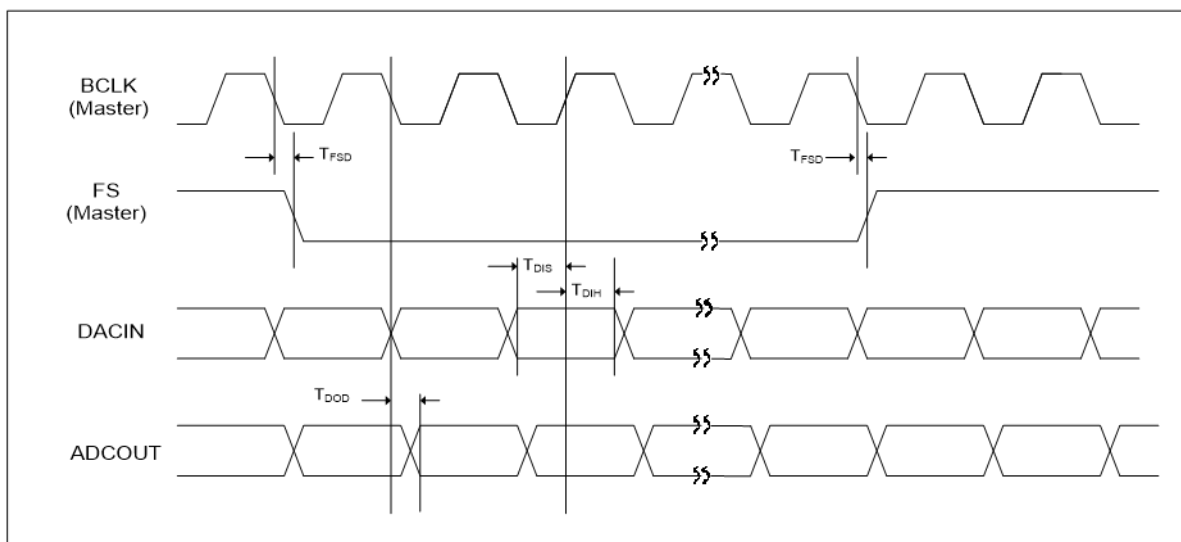 BCLK
(Master)
TFSD
TFSD
FS
(Master)
TDIS
TDIH
DACIN
TDOD
ADCOUT